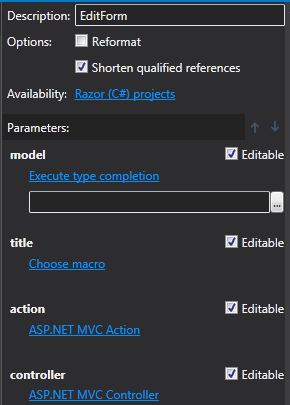 Description: EditForm
Options: Reformat
Shorten qualified references
Availability: Razor (C#) projects
Parameters:
model Editable
Execute type completion
...
title Editable
Choose macro
action Editable
ASP.NET MVC Action
controller Editable
ASP.NET MVC Controller